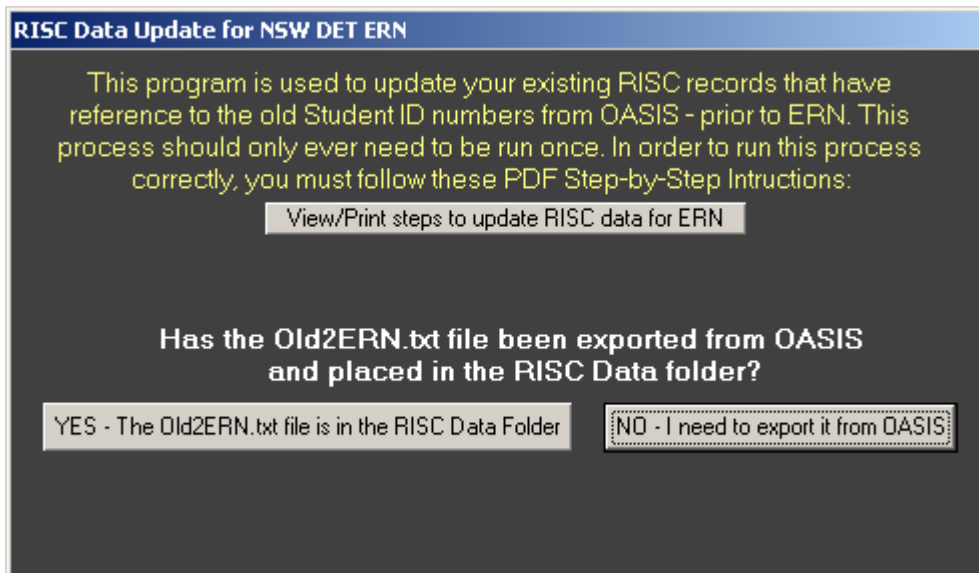 RISC Data Update for NSW DET ERN
This program is used to update your existing RISC records that have
reference to the old Student ID numbers from OASIS - prior to ERN. This
process should only ever need to be run once. In order to run this process
correctly, you must follow these PDF Step-by-Step Intructions:
View/Print steps to update RISC data for ERN
Has the Old2ERN.txt file been exported from OASIS
and placed in the RISC Data folder?
YES - The Old2ERN.txt file is in the RISC Data Folder
NO - I need to export it from OASIS